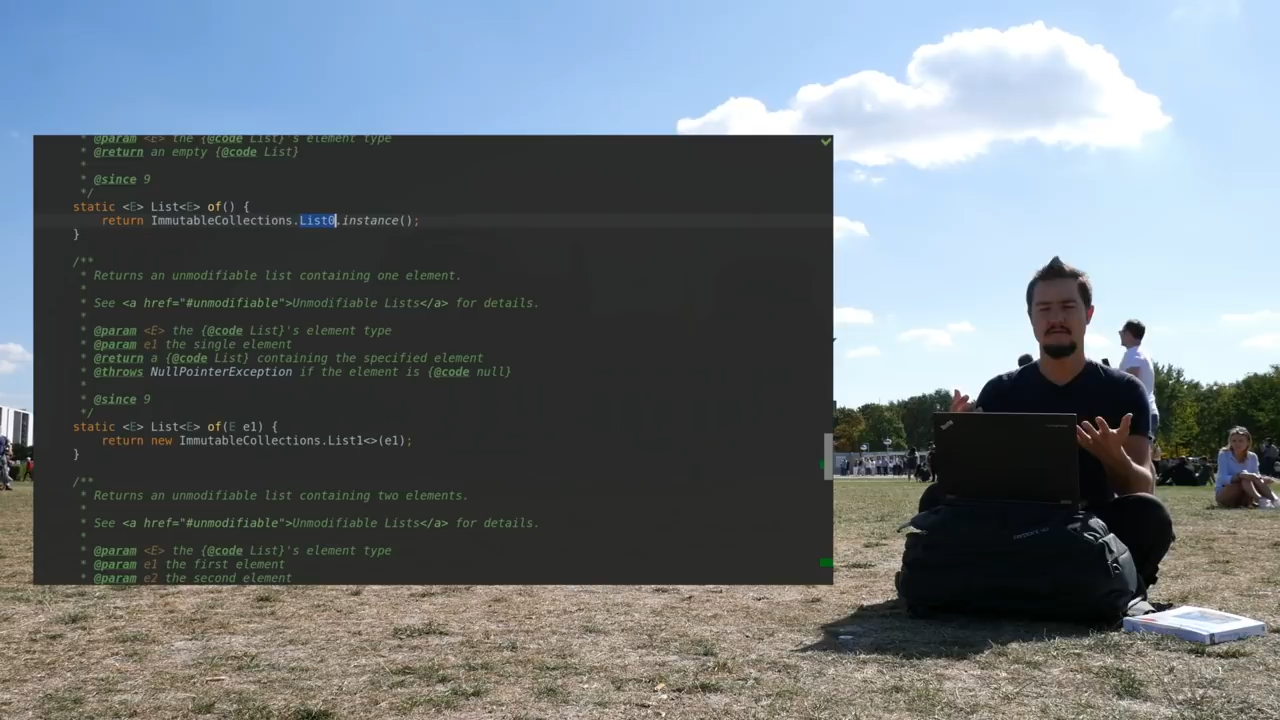 * @param <E> the {@code List}'s element type
* @return an empty {@code List}
*
* @since 9
*/
static <E> List<E> of() {
return ImmutableCollections.List0.instance();
}
/**
* Returns an unmodifiable list containing one element.
*
* See <a href="#unmodifiable">Unmodifiable Lists</a> for details.
*
* @param <E> the {@code List}'s element type
* @param e1 the single element
* @return a {@code List} containing the specified element
* @throws NullPointerException if the element is {@code null}
*
* @since 9
*/
static <E> List<E> of(E e1) {
return new ImmutableCollections.List1<>(e1);
}
/**
* Returns an unmodifiable list containing two elements.
*
* See <a href="#unmodifiable">Unmodifiable Lists</a> for details.
*
* @param <E> the {@code List}'s element type
* @param e1 the first element
* @param e2 the second element